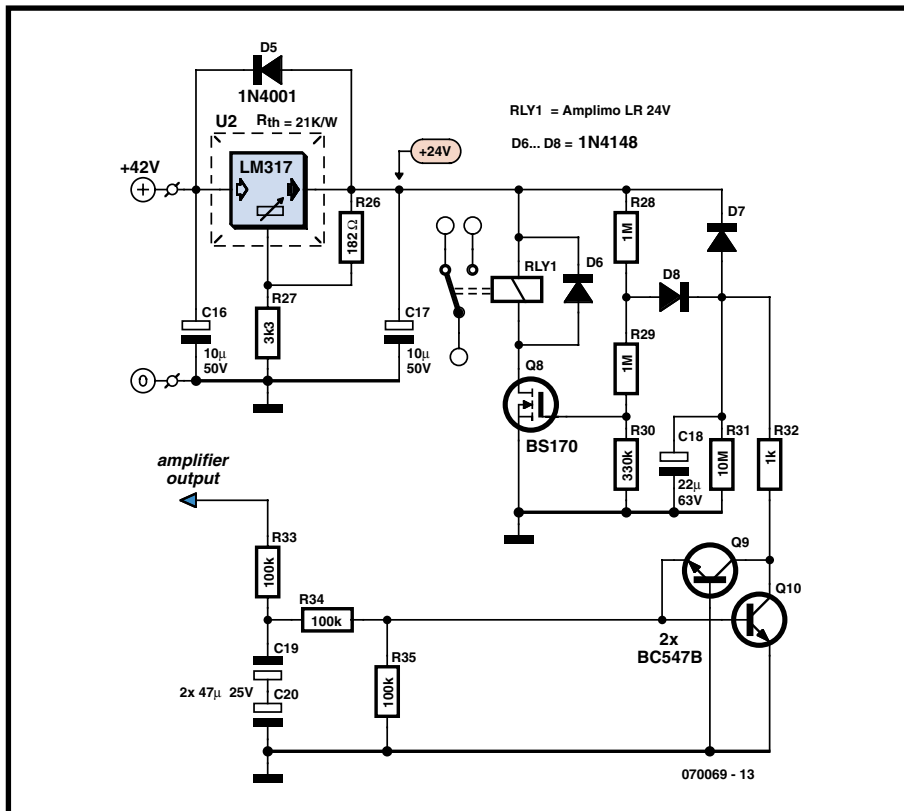 D5
1N4001
U2
Rth = 21K/W
RLY1 = Amplimo LR 24V
D6... D8 = 1N4148
+42V
LM317
+24V
R26
182 Ω
R28
1M
D7
D8
RLY1
D6
R27
3k3
C16
10µ
50V
C17
10µ
50V
R29
1M
Q8
BS170
R30
330k
C18
22µ
63V
R31
10M
R32
1k
0
amplifier
output
R33
100k
R34
100k
R35
100k
C19
C20
2x 47µ 25V
Q9
Q10
2x
BC547B
070069 - 13